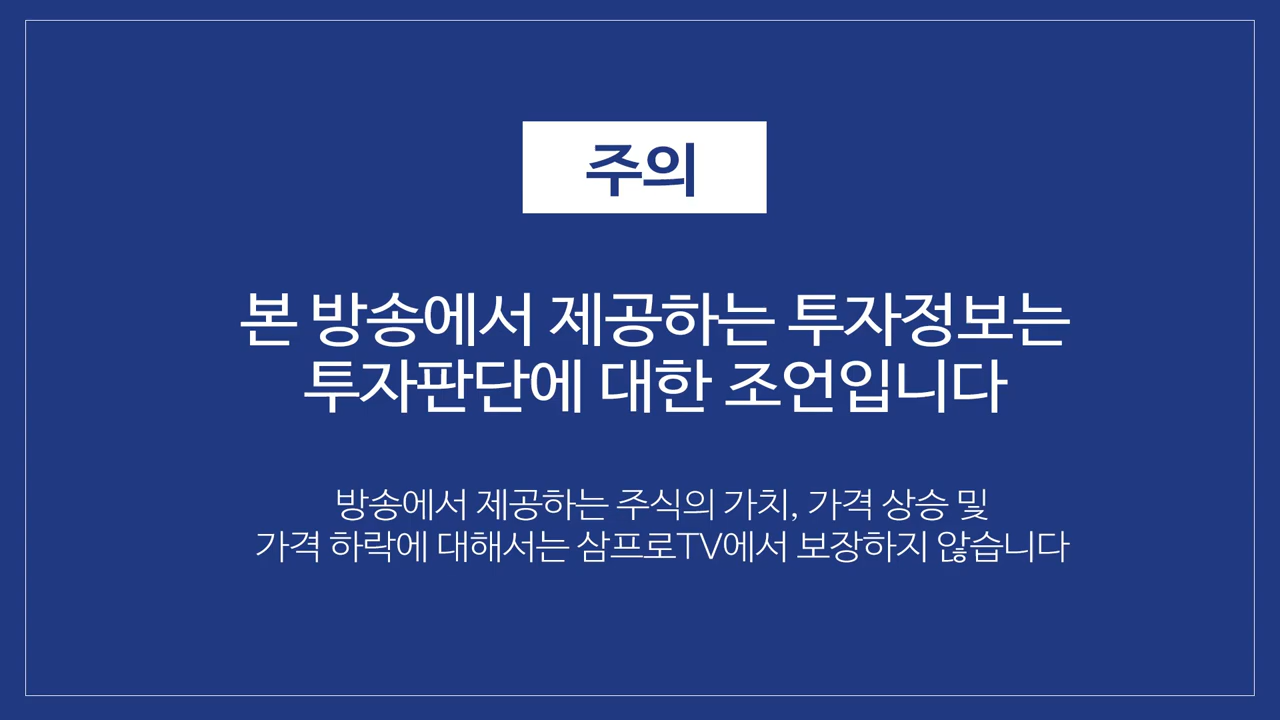 주의
본 방송에서 제공하는 투자정보는
투자판단에 대한 조언입니다
방송에서 제공하는 주식의 가치, 가격 상승 및
가격 하락에 대해서는 삼프로TV에서 보장하지 않습니다